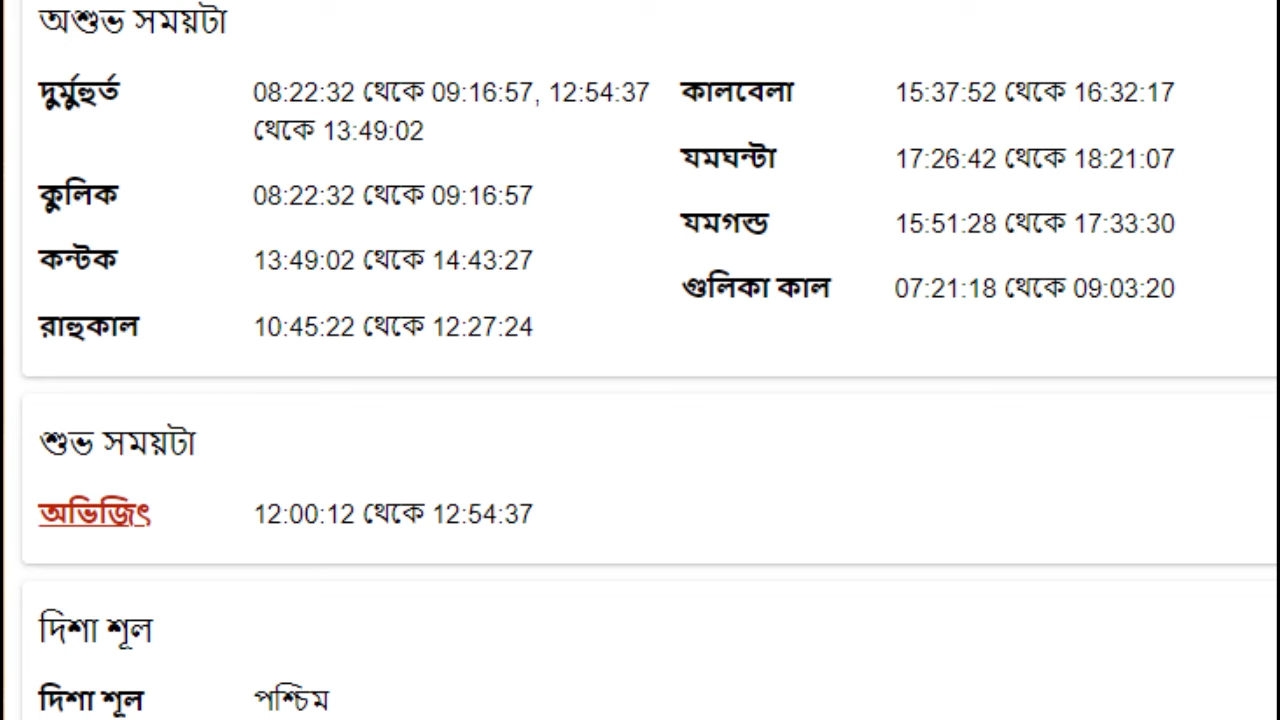 অশুভ সময়টা
দুর্মুহুর্ত 08:22:32 থেকে 09:16:57, 12:54:37
থেকে 13:49:02
কুলিক 08:22:32 থেকে 09:16:57
কন্টক 13:49:02 থেকে 14:43:27
রাহুকাল 10:45:22 থেকে 12:27:24
কালবেলা 15:37:52 থেকে 16:32:17
যমঘন্টা 17:26:42 থেকে 18:21:07
যমগন্ড 15:51:28 থেকে 17:33:30
গুলিকা কাল 07:21:18 থেকে 09:03:20
শুভ সময়টা
অভিজিৎ 12:00:12 থেকে 12:54:37
দিশা শূল
দিশা শূল পশ্চিম